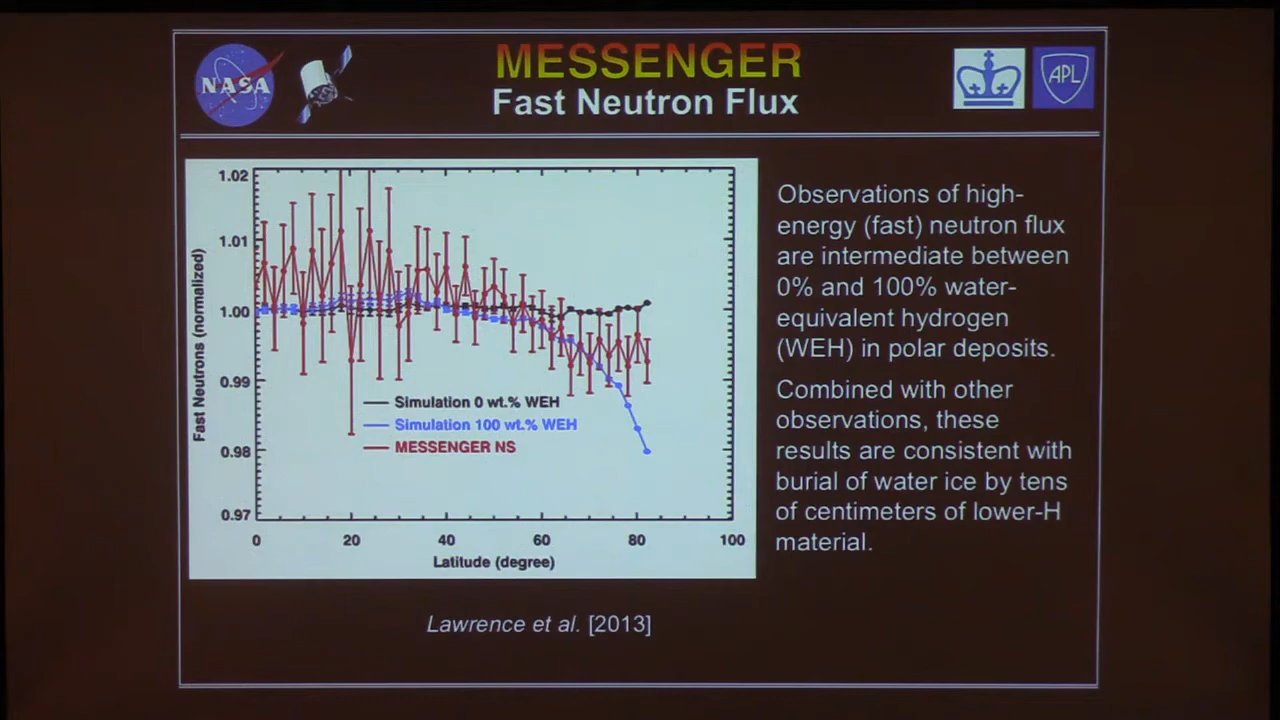 NASA
MESSENGER
Fast Neutron Flux
APL
1.02
1.01
1.00
0.99
0.98
0.97
Fast Neutrons (normalized)
Simulation 0 wt.% WEH
Simulation 100 wt.% WEH
MESSENGER NS
0 20 40 60 80 100
Latitude (degree)
Observations of high-
energy (fast) neutron flux
are intermediate between
0% and 100% water-
equivalent hydrogen
(WEH) in polar deposits.
Combined with other
observations, these
results are consistent with
burial of water ice by tens
of centimeters of lower-H
material.
Lawrence et al. [2013]